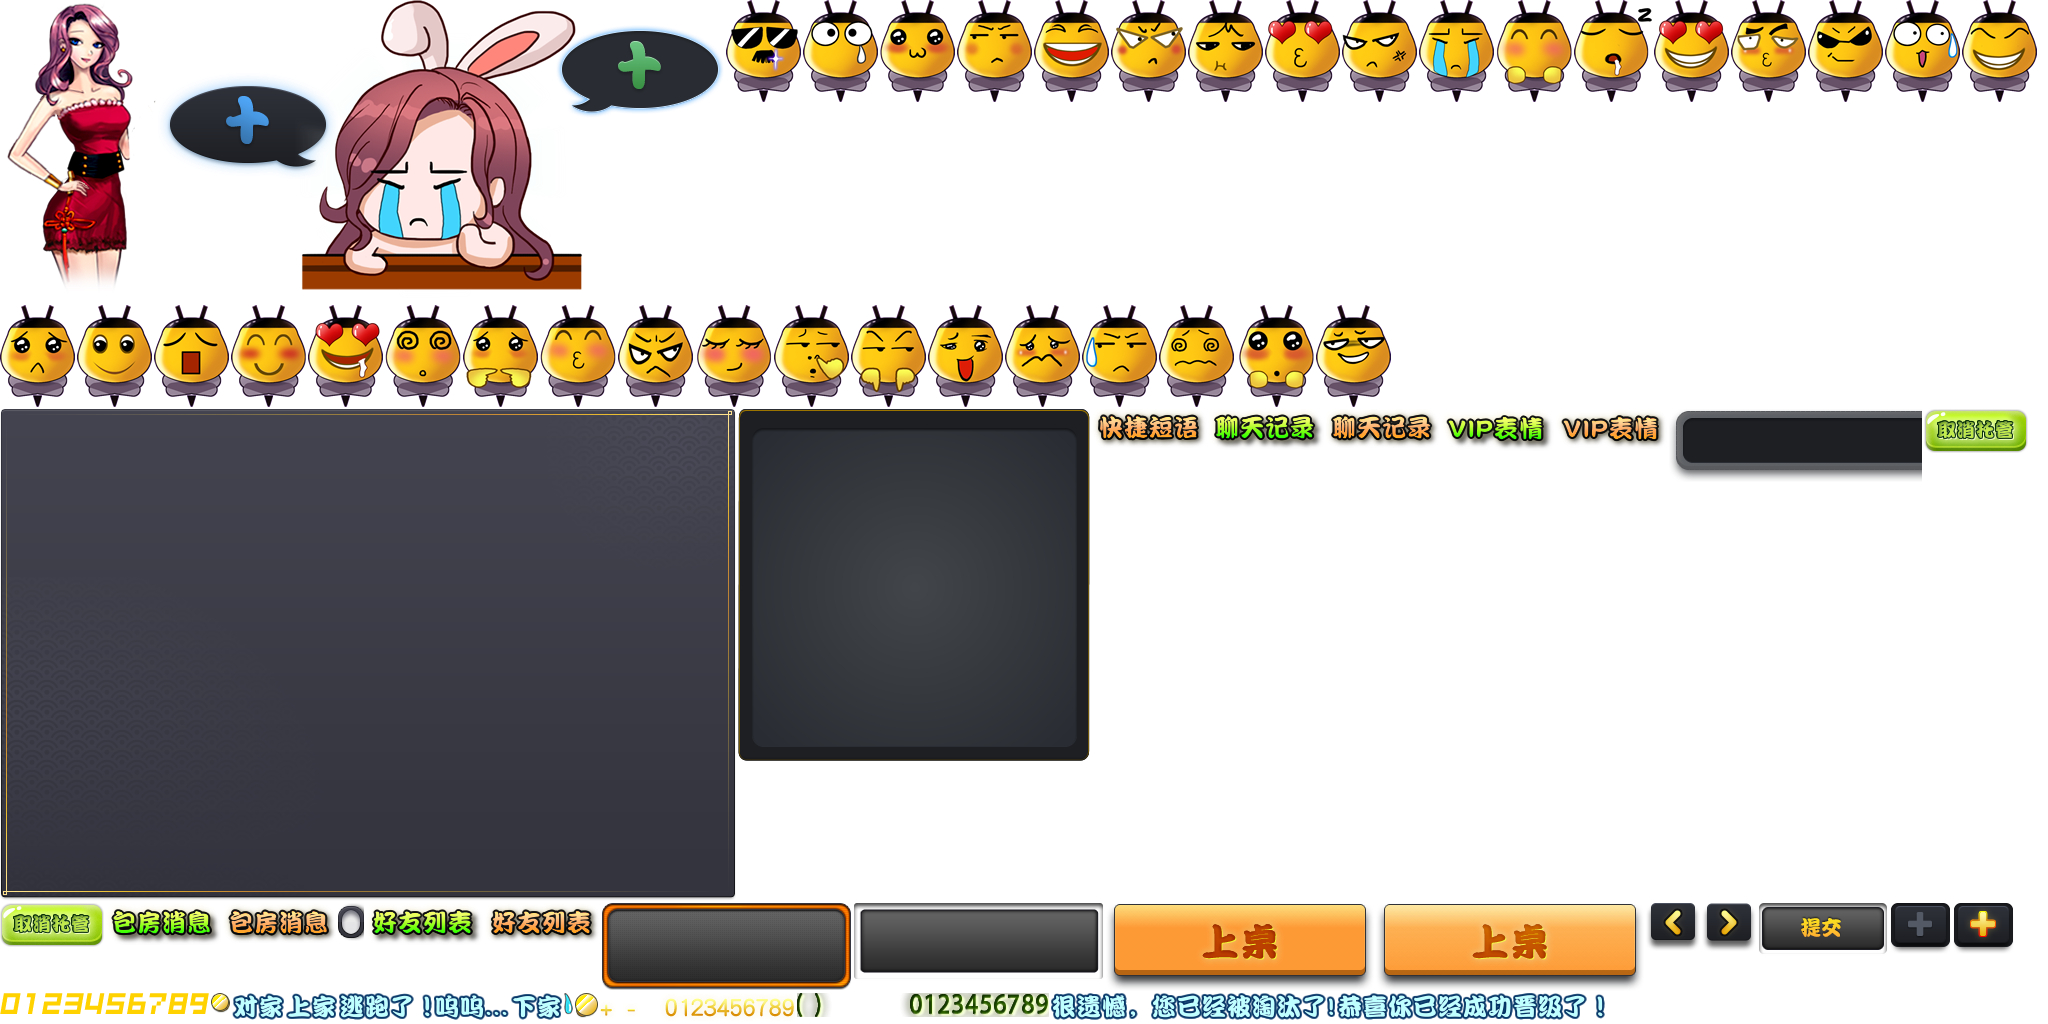 z
快捷短语 聊天记录 聊天记录 VIP表情 VIP表情 取消托管
取消托管 包房消息 包房消息 好友列表 好友列表 上桌 上桌 提交
0123456789 对家上家逃跑了!呜呜...下家 + - 0123456789() 0123456789 很遗憾，您已经被淘汰了!恭喜你已经成功晋级了!